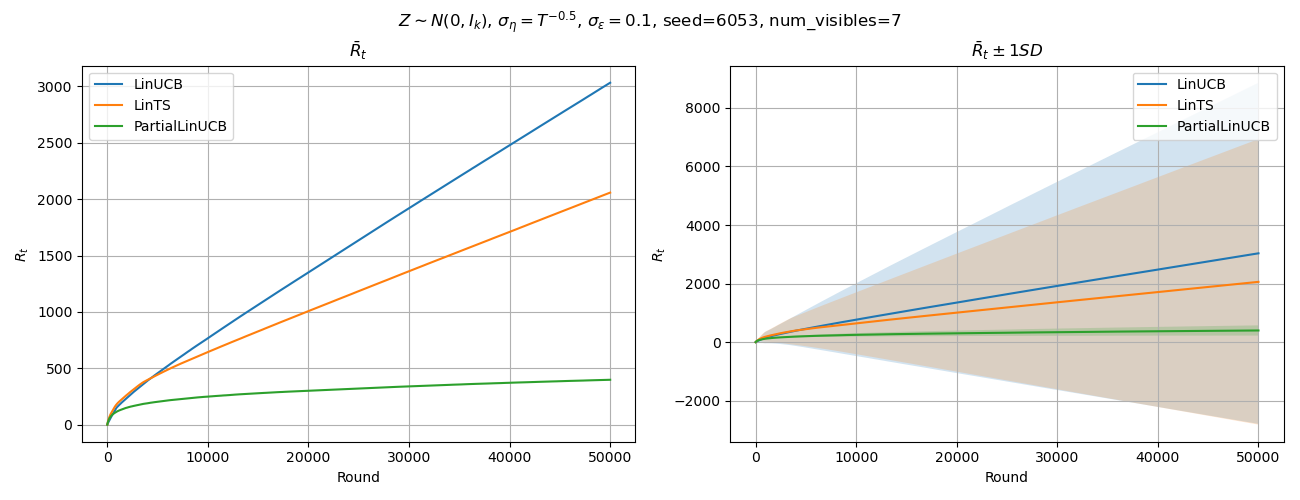 Z ∼ N(0, I_k), σ_η = T^{−0.5}, σ_ε = 0.1, seed=6053, num_visibles=7
R̄_t
3000
2500
2000
1500
1000
500
0
R_t
LinUCB
LinTS
PartialLinUCB
0 10000 20000 30000 40000 50000
Round
R̄_t ± 1SD
8000
6000
4000
2000
0
−2000
R_t
LinUCB
LinTS
PartialLinUCB
0 10000 20000 30000 40000 50000
Round